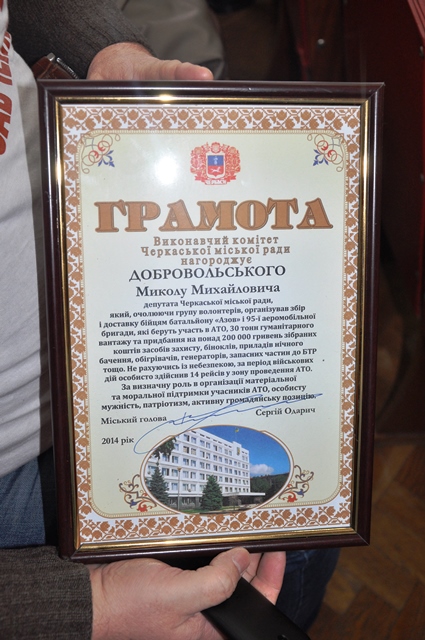 ЧЕРКАСИ
ГРАМОТА
Виконавчий комітет
Черкаської міської ради
нагороджує
ДОБРОВОЛЬСЬКОГО
Миколу Михайловича
депутата Черкаської міської ради,
який, очолюючи групу волонтерів, організував збір
і доставку бійцям батальйону «Азов» і 95-ї аеромобільної
бригади, які беруть участь в АТО, 30 тонн гуманітарного
вантажу та придбання на понад 200000 гривень зібраних
коштів засобів захисту, біноклів, приладів нічного
бачення, обігрівачів, генераторів, запасних частин до БТР
тощо. Не рахуючись із небезпекою, за період військових
дій особисто здійснив 14 рейсів у зону проведення АТО.
За визначну роль в організації матеріальної
та моральної підтримки учасників АТО, особисту
мужність, патріотизм, активну громадянську позицію.
Міський голова Сергій Одарич
2014 рік